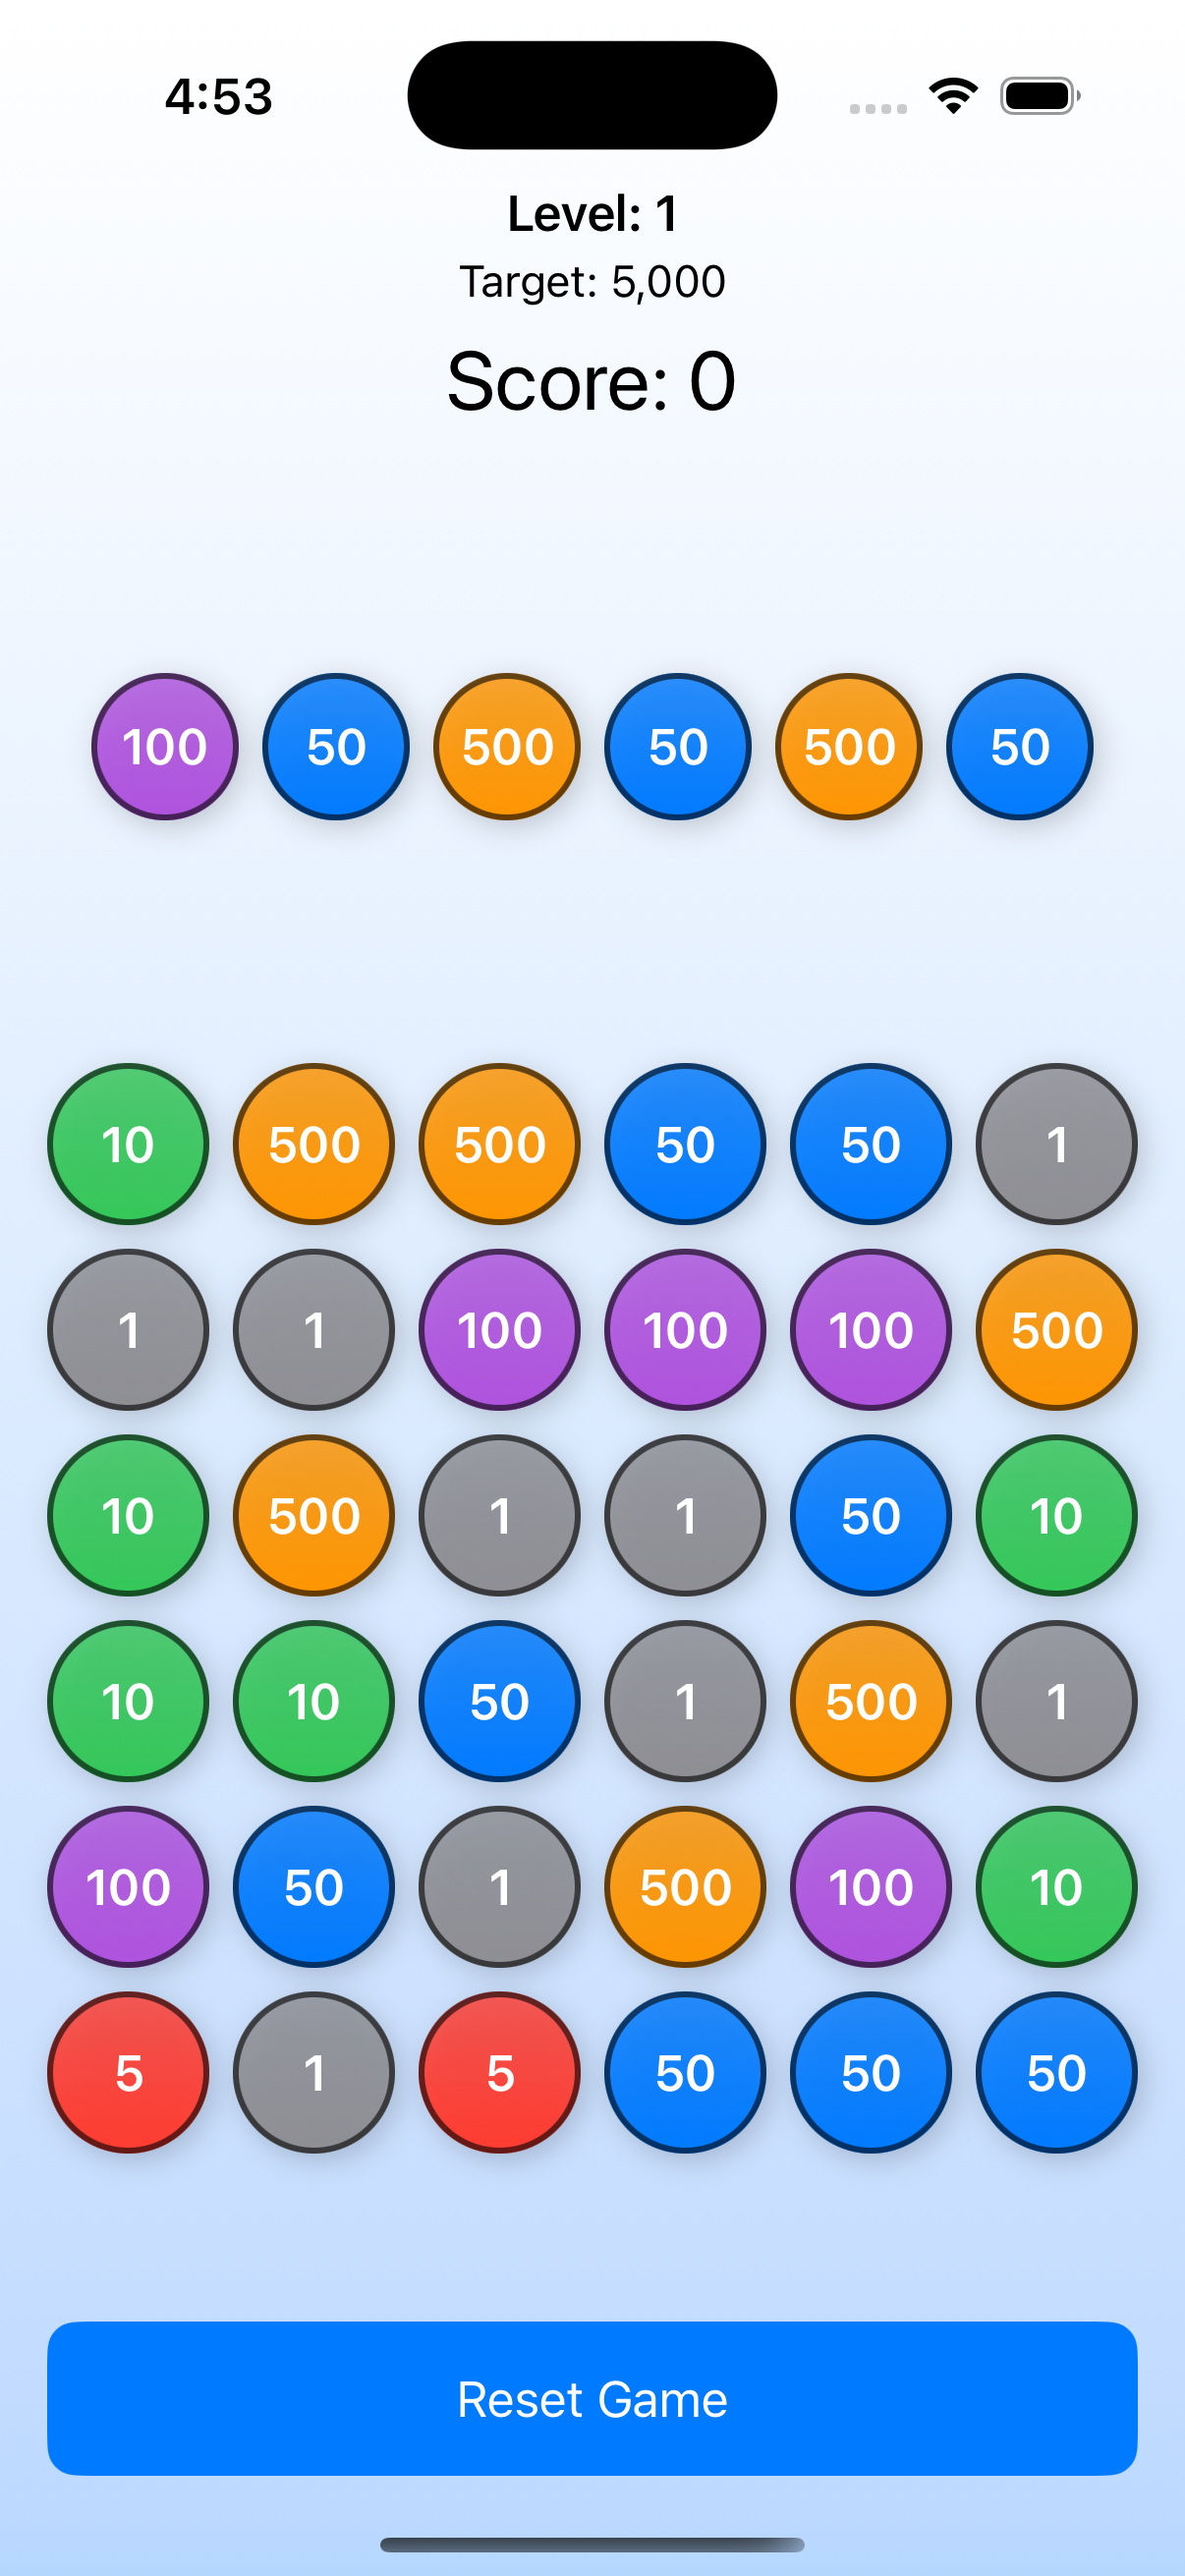 4:53
Level: 1
Target: 5,000
Score: 0
100 50 500 50 500 50
10 500 500 50 50 1
1 1 100 100 100 500
10 500 1 1 50 10
10 10 50 1 500 1
100 50 1 500 100 10
5 1 5 50 50 50
Reset Game